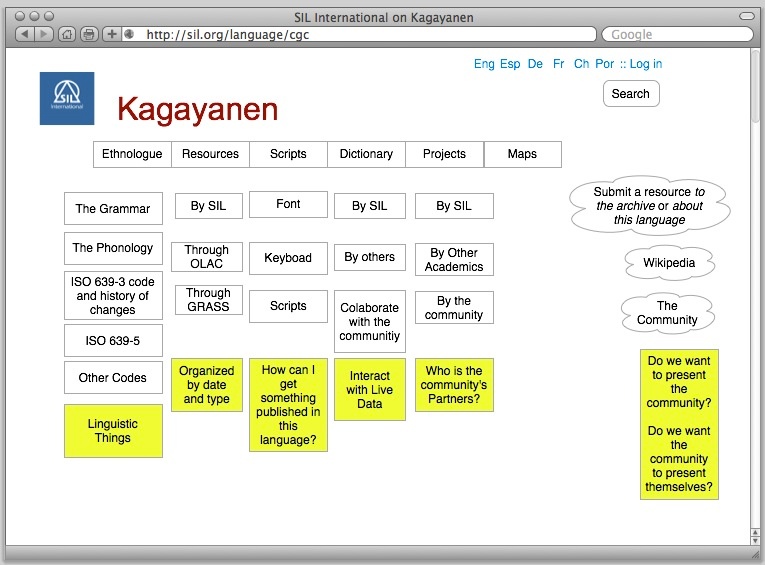 SIL International on Kagayanen
http://sil.org/language/cgc
Google
Eng Esp De Fr Ch Por :: Log in
SIL
International
Kagayanen
Search
Ethnologue Resources Scripts Dictionary Projects Maps
The Grammar
The Phonology
ISO 639-3 code
and history of
changes
ISO 639-5
Other Codes
Linguistic
Things
By SIL
Through
OLAC
Through
GRASS
Organized
by date
and type
Font
Keyboad
Scripts
How can I
get
something
published in
this
language?
By SIL
By others
Colaborate
with the
communitiy
Interact
with Live
Data
By SIL
By Other
Academics
By the
community
Who is the
community's
Partners?
Submit a resource to
the archive or about
this language
Wikipedia
The
Community
Do we want
to present
the
community?
Do we want
the
community
to present
themselves?